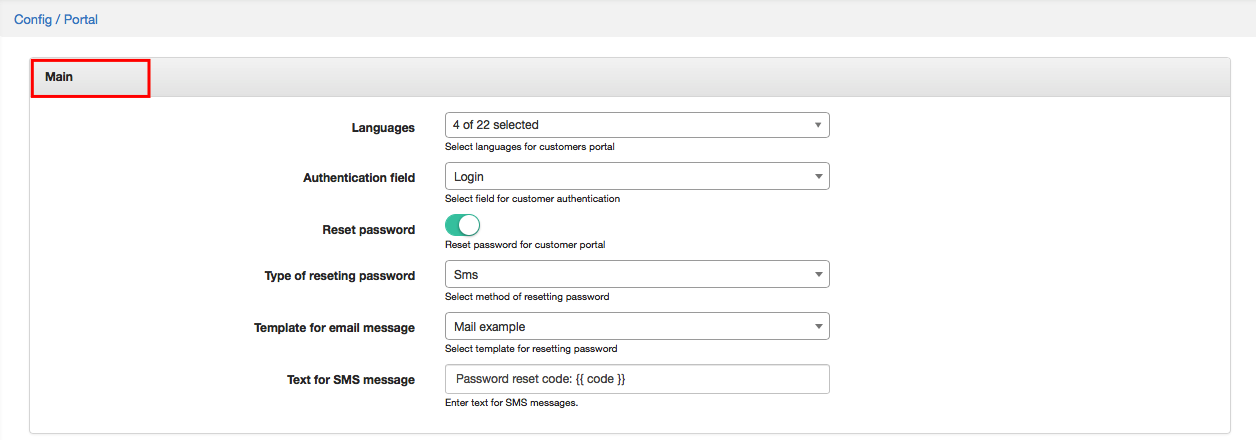 Config / Portal
Main
Languages
4 of 22 selected
Select languages for customers portal
Authentication field
Login
Select field for customer authentication
Reset password
Reset password for customer portal
Type of reseting password
Sms
Select method of resetting password
Template for email message
Mail example
Select template for resetting password
Text for SMS message
Password reset code: {{ code }}
Enter text for SMS messages.